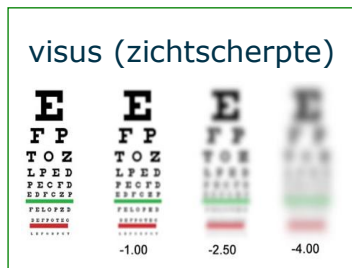 visus (zichtscherpte)
E E E E
F P F P F P F P
T O Z T O Z T O Z
L P E D L P E D L P E D
P E C F D P E C F D
E D F C Z P E D F C Z P
F E L O P Z D F E L O P Z D
-1.00 -2.50 -4.00